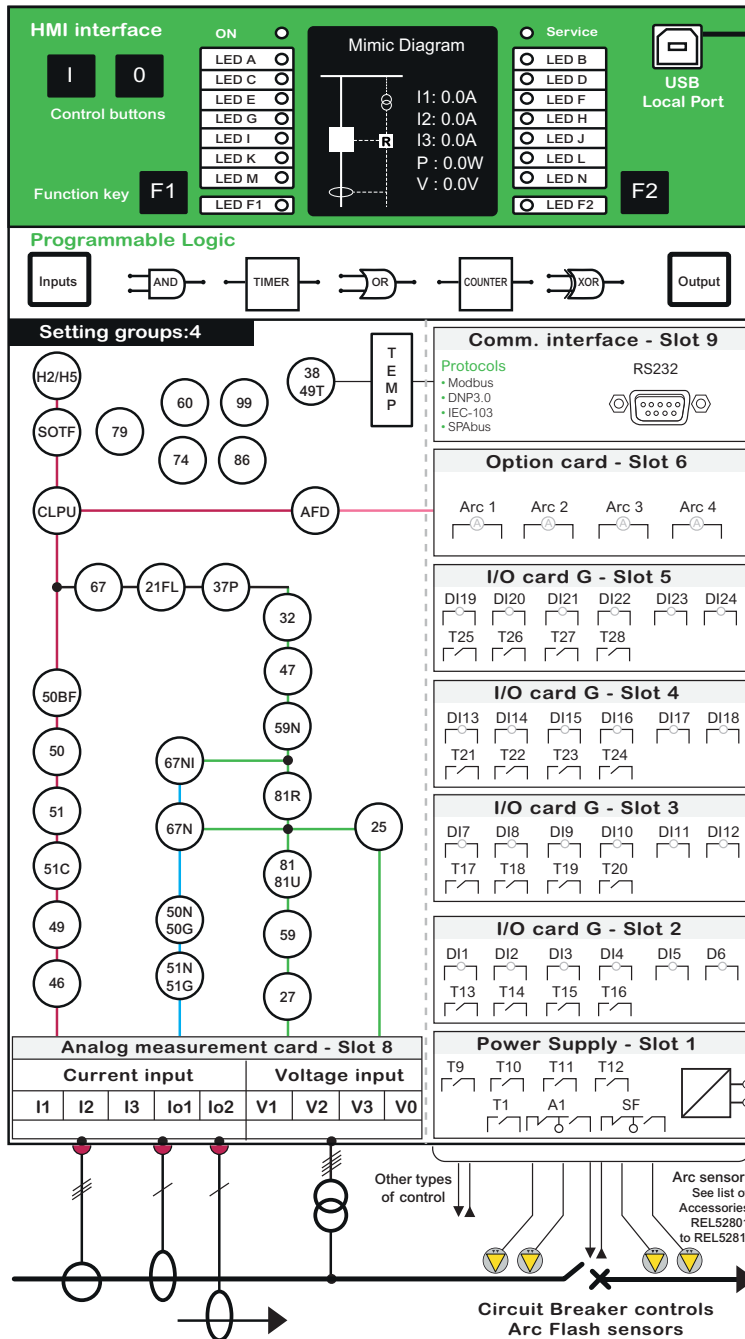 HMI interface
I 0
Control buttons
Function key F1
ON
LED A
LED C
LED E
LED G
LED I
LED K
LED M
LED F1
Mimic Diagram
R
I1: 0.0A
I2: 0.0A
I3: 0.0A
P : 0.0W
V : 0.0V
Service
LED B
LED D
LED F
LED H
LED J
LED L
LED N
LED F2
F2
USB
Local Port
Programmable Logic
Inputs AND TIMER OR COUNTER XOR Output
Setting groups:4
H2/H5
SOTF 79
60 99
74 86
38
49T
TEMP
CLPU AFD
67 21FL 37P
32
47
59N
50BF
50
51
51C
49
46
67NI
67N
50N
50G
51N
51G
81R
81
81U
59
27
25
Analog measurement card - Slot 8
Current input Voltage input
I1 I2 I3 Io1 Io2 V1 V2 V3 V0
Comm. interface - Slot 9
Protocols
• Modbus
• DNP3.0
• IEC-103
• SPAbus
RS232
Option card - Slot 6
Arc 1 Arc 2 Arc 3 Arc 4
A A A A
I/O card G - Slot 5
DI19 DI20 DI21 DI22 DI23 DI24
T25 T26 T27 T28
I/O card G - Slot 4
DI13 DI14 DI15 DI16 DI17 DI18
T21 T22 T23 T24
I/O card G - Slot 3
DI7 DI8 DI9 DI10 DI11 DI12
T17 T18 T19 T20
I/O card G - Slot 2
DI1 DI2 DI3 DI4 DI5 D6
T13 T14 T15 T16
Power Supply - Slot 1
T9 T10 T11 T12
T1 A1 SF
Other types
of control
Arc sensor
See list o
Accessories
REL52801
to REL5281
Circuit Breaker controls
Arc Flash sensors